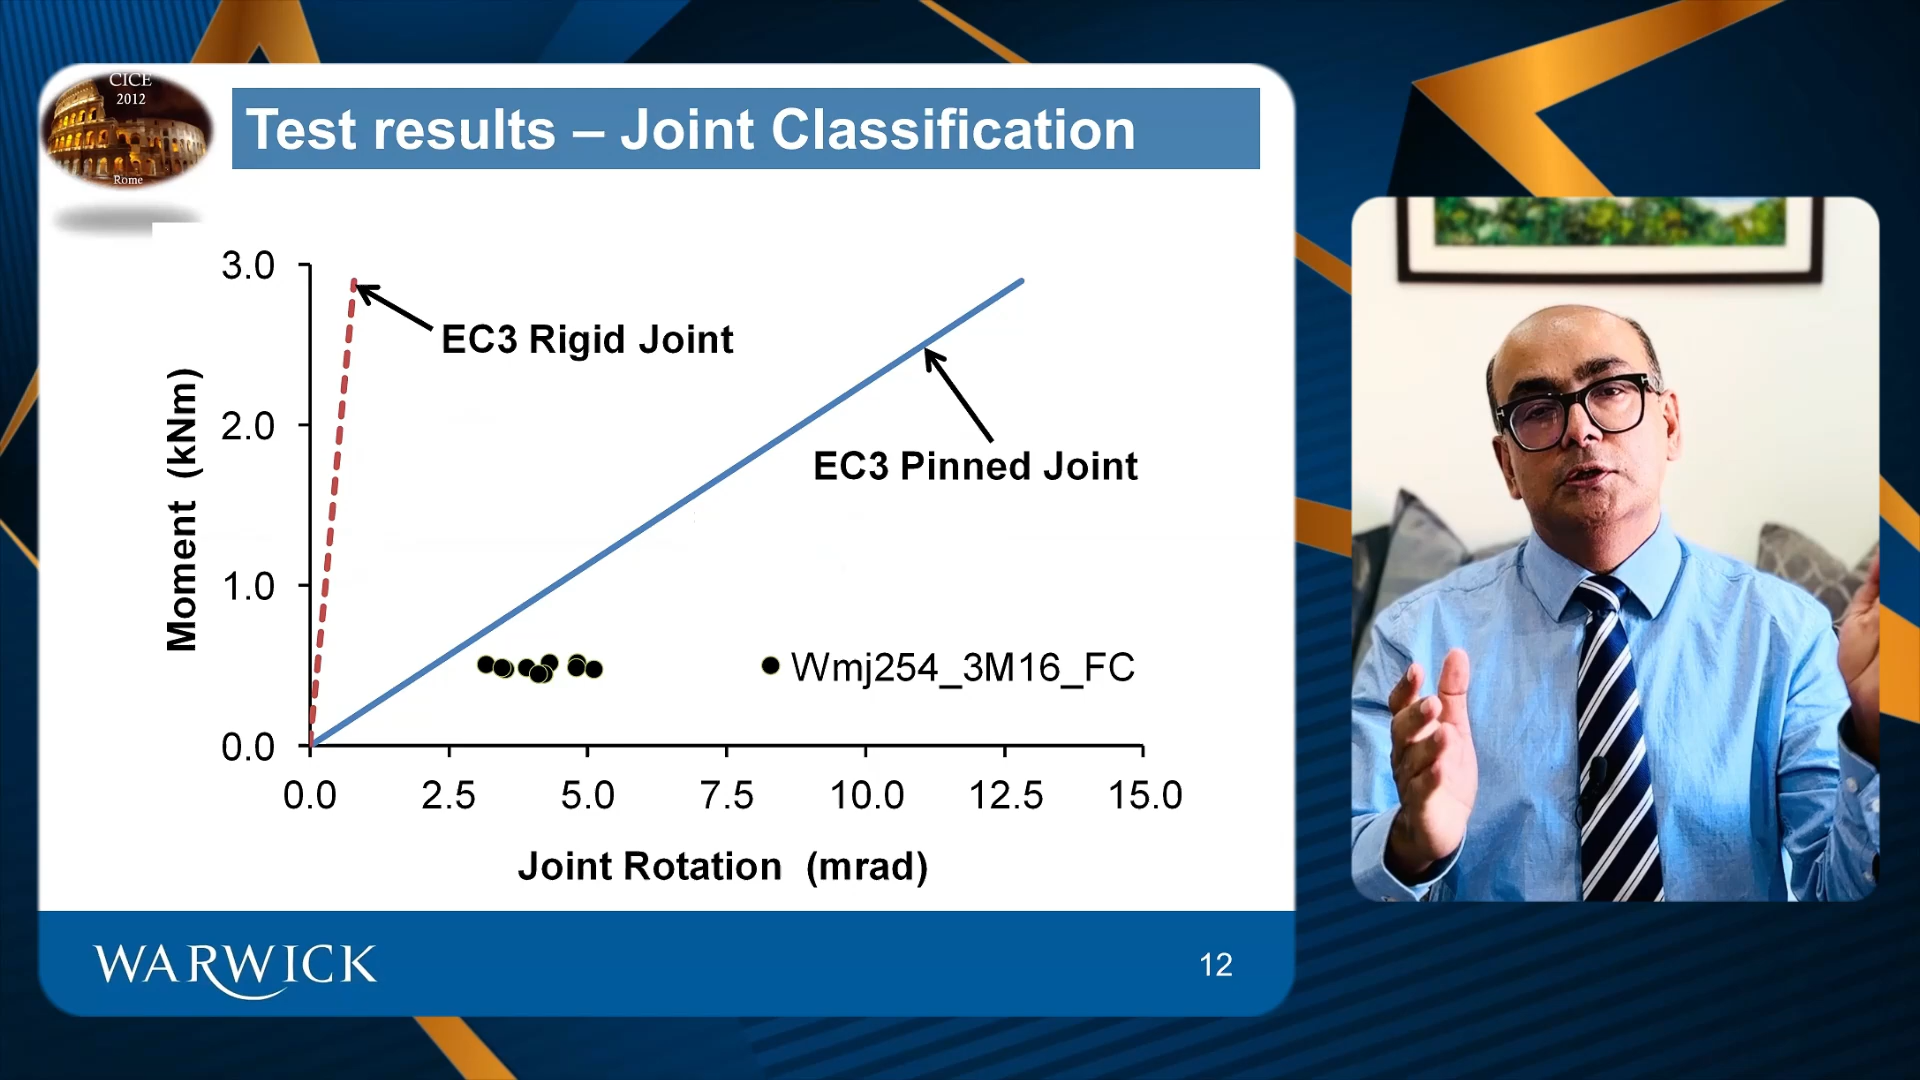 CICE
2012
Rome
Test results – Joint Classification
3.0
2.0
1.0
0.0
Moment (kNm)
EC3 Rigid Joint
EC3 Pinned Joint
Wmj254_3M16_FC
0.0 2.5 5.0 7.5 10.0 12.5 15.0
Joint Rotation (mrad)
WARWICK
12